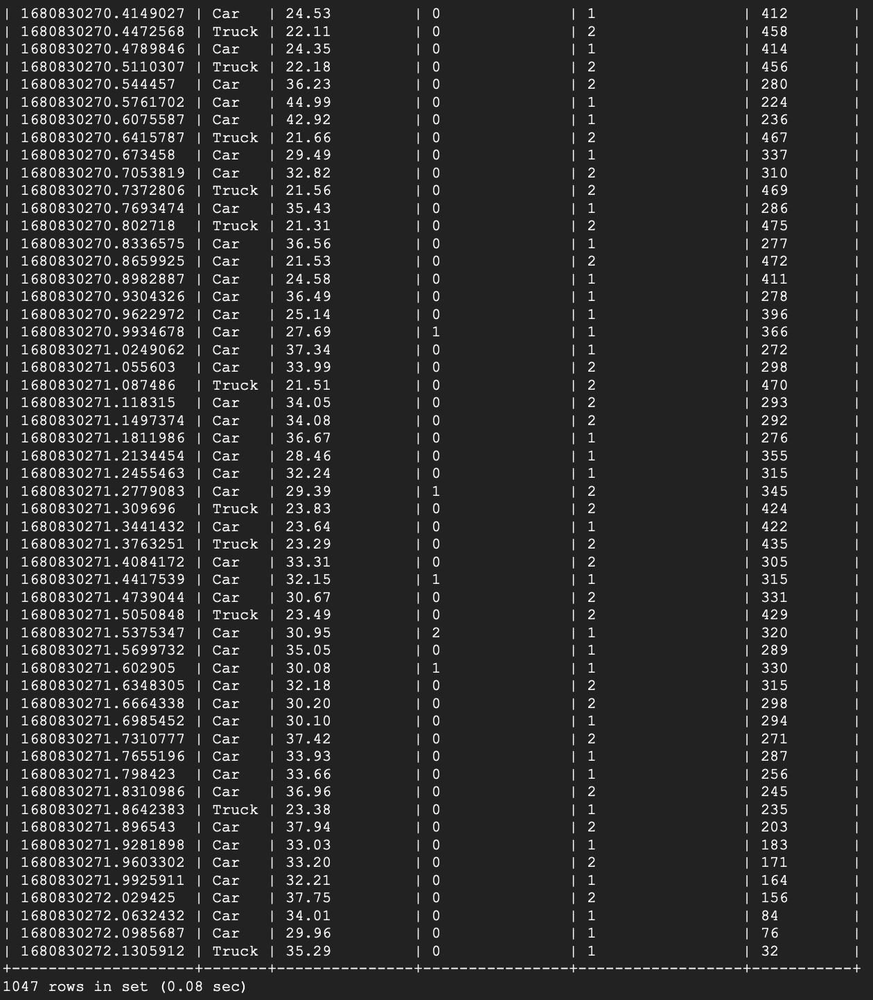 | 1680830270.4149027 | Car | 24.53 | 0 | 1 | 412 |
| 1680830270.4472568 | Truck | 22.11 | 0 | 2 | 458 |
| 1680830270.4789846 | Car | 24.35 | 0 | 1 | 414 |
| 1680830270.5110307 | Truck | 22.18 | 0 | 2 | 456 |
| 1680830270.544457 | Car | 36.23 | 0 | 2 | 280 |
| 1680830270.5761702 | Car | 44.99 | 0 | 1 | 224 |
| 1680830270.6075587 | Car | 42.92 | 0 | 1 | 236 |
| 1680830270.6415787 | Truck | 21.66 | 0 | 2 | 467 |
| 1680830270.673458 | Car | 29.49 | 0 | 1 | 337 |
| 1680830270.7053819 | Car | 32.82 | 0 | 2 | 310 |
| 1680830270.7372806 | Truck | 21.56 | 0 | 2 | 469 |
| 1680830270.7693474 | Car | 35.43 | 0 | 1 | 286 |
| 1680830270.802718 | Truck | 21.31 | 0 | 2 | 475 |
| 1680830270.8336575 | Car | 36.56 | 0 | 1 | 277 |
| 1680830270.8659925 | Car | 21.53 | 0 | 2 | 472 |
| 1680830270.8982887 | Car | 24.58 | 0 | 1 | 411 |
| 1680830270.9304326 | Car | 36.49 | 0 | 1 | 278 |
| 1680830270.9622972 | Car | 25.14 | 0 | 1 | 396 |
| 1680830270.9934678 | Car | 27.69 | 1 | 1 | 366 |
| 1680830271.0249062 | Car | 37.34 | 0 | 1 | 272 |
| 1680830271.055603 | Car | 33.99 | 0 | 2 | 298 |
| 1680830271.087486 | Truck | 21.51 | 0 | 2 | 470 |
| 1680830271.118315 | Car | 34.05 | 0 | 2 | 293 |
| 1680830271.1497374 | Car | 34.08 | 0 | 2 | 292 |
| 1680830271.1811986 | Car | 36.67 | 0 | 1 | 276 |
| 1680830271.2134454 | Car | 28.46 | 0 | 1 | 355 |
| 1680830271.2455463 | Car | 32.24 | 0 | 1 | 315 |
| 1680830271.2779083 | Car | 29.39 | 1 | 2 | 345 |
| 1680830271.309696 | Truck | 23.83 | 0 | 2 | 424 |
| 1680830271.3441432 | Car | 23.64 | 0 | 1 | 422 |
| 1680830271.3763251 | Truck | 23.29 | 0 | 2 | 435 |
| 1680830271.4084172 | Car | 33.31 | 0 | 2 | 305 |
| 1680830271.4417539 | Car | 32.15 | 1 | 1 | 315 |
| 1680830271.4739044 | Car | 30.67 | 0 | 2 | 331 |
| 1680830271.5050848 | Truck | 23.49 | 0 | 2 | 429 |
| 1680830271.5375347 | Car | 30.95 | 2 | 1 | 320 |
| 1680830271.5699732 | Car | 35.05 | 0 | 1 | 289 |
| 1680830271.602905 | Car | 30.08 | 1 | 1 | 330 |
| 1680830271.6348305 | Car | 32.18 | 0 | 2 | 315 |
| 1680830271.6664338 | Car | 30.20 | 0 | 2 | 298 |
| 1680830271.6985452 | Car | 30.10 | 0 | 1 | 294 |
| 1680830271.7310777 | Car | 37.42 | 0 | 2 | 271 |
| 1680830271.7655196 | Car | 33.93 | 0 | 1 | 287 |
| 1680830271.798423 | Car | 33.66 | 0 | 1 | 256 |
| 1680830271.8310986 | Car | 36.96 | 0 | 2 | 245 |
| 1680830271.8642383 | Truck | 23.38 | 0 | 1 | 235 |
| 1680830271.896543 | Car | 37.94 | 0 | 2 | 203 |
| 1680830271.9281898 | Car | 33.03 | 0 | 1 | 183 |
| 1680830271.9603302 | Car | 33.20 | 0 | 2 | 171 |
| 1680830271.9925911 | Car | 32.21 | 0 | 1 | 164 |
| 1680830272.029425 | Car | 37.75 | 0 | 2 | 156 |
| 1680830272.0632432 | Car | 34.01 | 0 | 1 | 84 |
| 1680830272.0985687 | Car | 29.96 | 0 | 1 | 76 |
| 1680830272.1305912 | Truck | 35.29 | 0 | 1 | 32 |
+--------------------+-------+---------------+----------------+------------------+-----------+
1047 rows in set (0.08 sec)